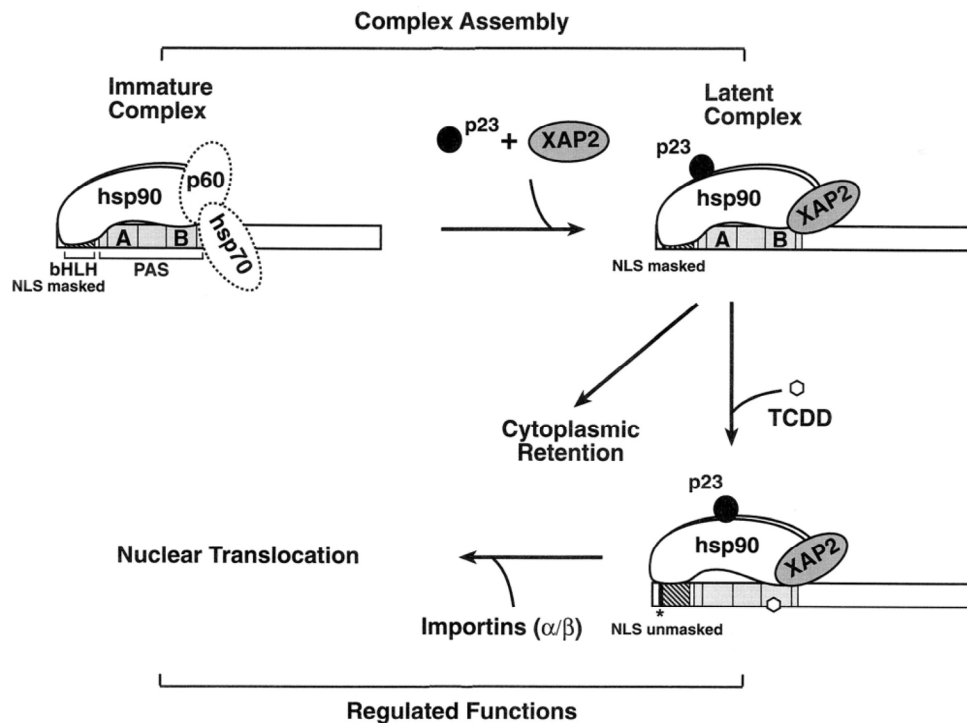 Complex Assembly
Immature
Complex
hsp90
p60
hsp70
A
B
bHLH
PAS
NLS masked
p23
+
XAP2
Latent
Complex
p23
hsp90
XAP2
A
B
NLS masked
Cytoplasmic
Retention
TCDD
p23
hsp90
XAP2
*
NLS unmasked
Nuclear Translocation
Importins (α/β)
Regulated Functions